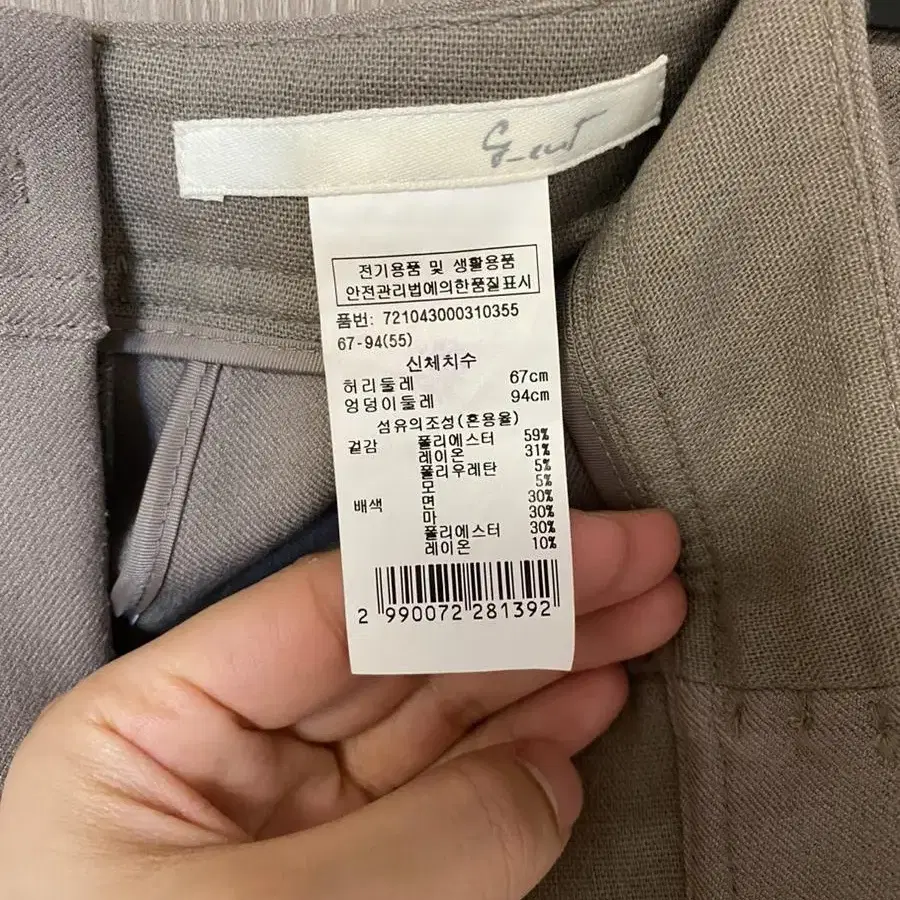 G-cut
전기용품 및 생활용품
안전관리법에의한품질표시
품번: 721043000310355
67-94(55)
신체치수
허리둘레 67cm
엉덩이둘레 94cm
섬유의조성(혼용율)
겉감 폴리에스터 59%
레이온 31%
폴리우레탄 5%
모 5%
배색 면 30%
마 30%
폴리에스터 30%
레이온 10%
2 990072 281392